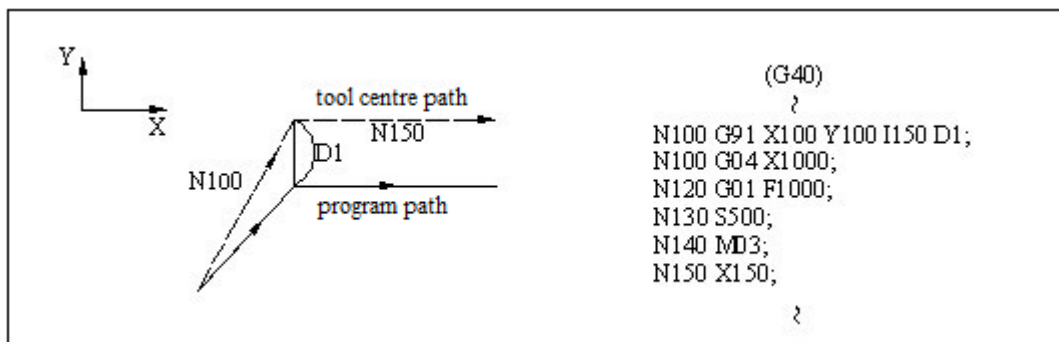 Y
X
tool centre path
N150
D1
N100
program path
(G40)
~
N100 G91 X100 Y100 I150 D1;
N100 G04 X1000;
N120 G01 F1000;
N130 S500;
N140 M03;
N150 X150;
~